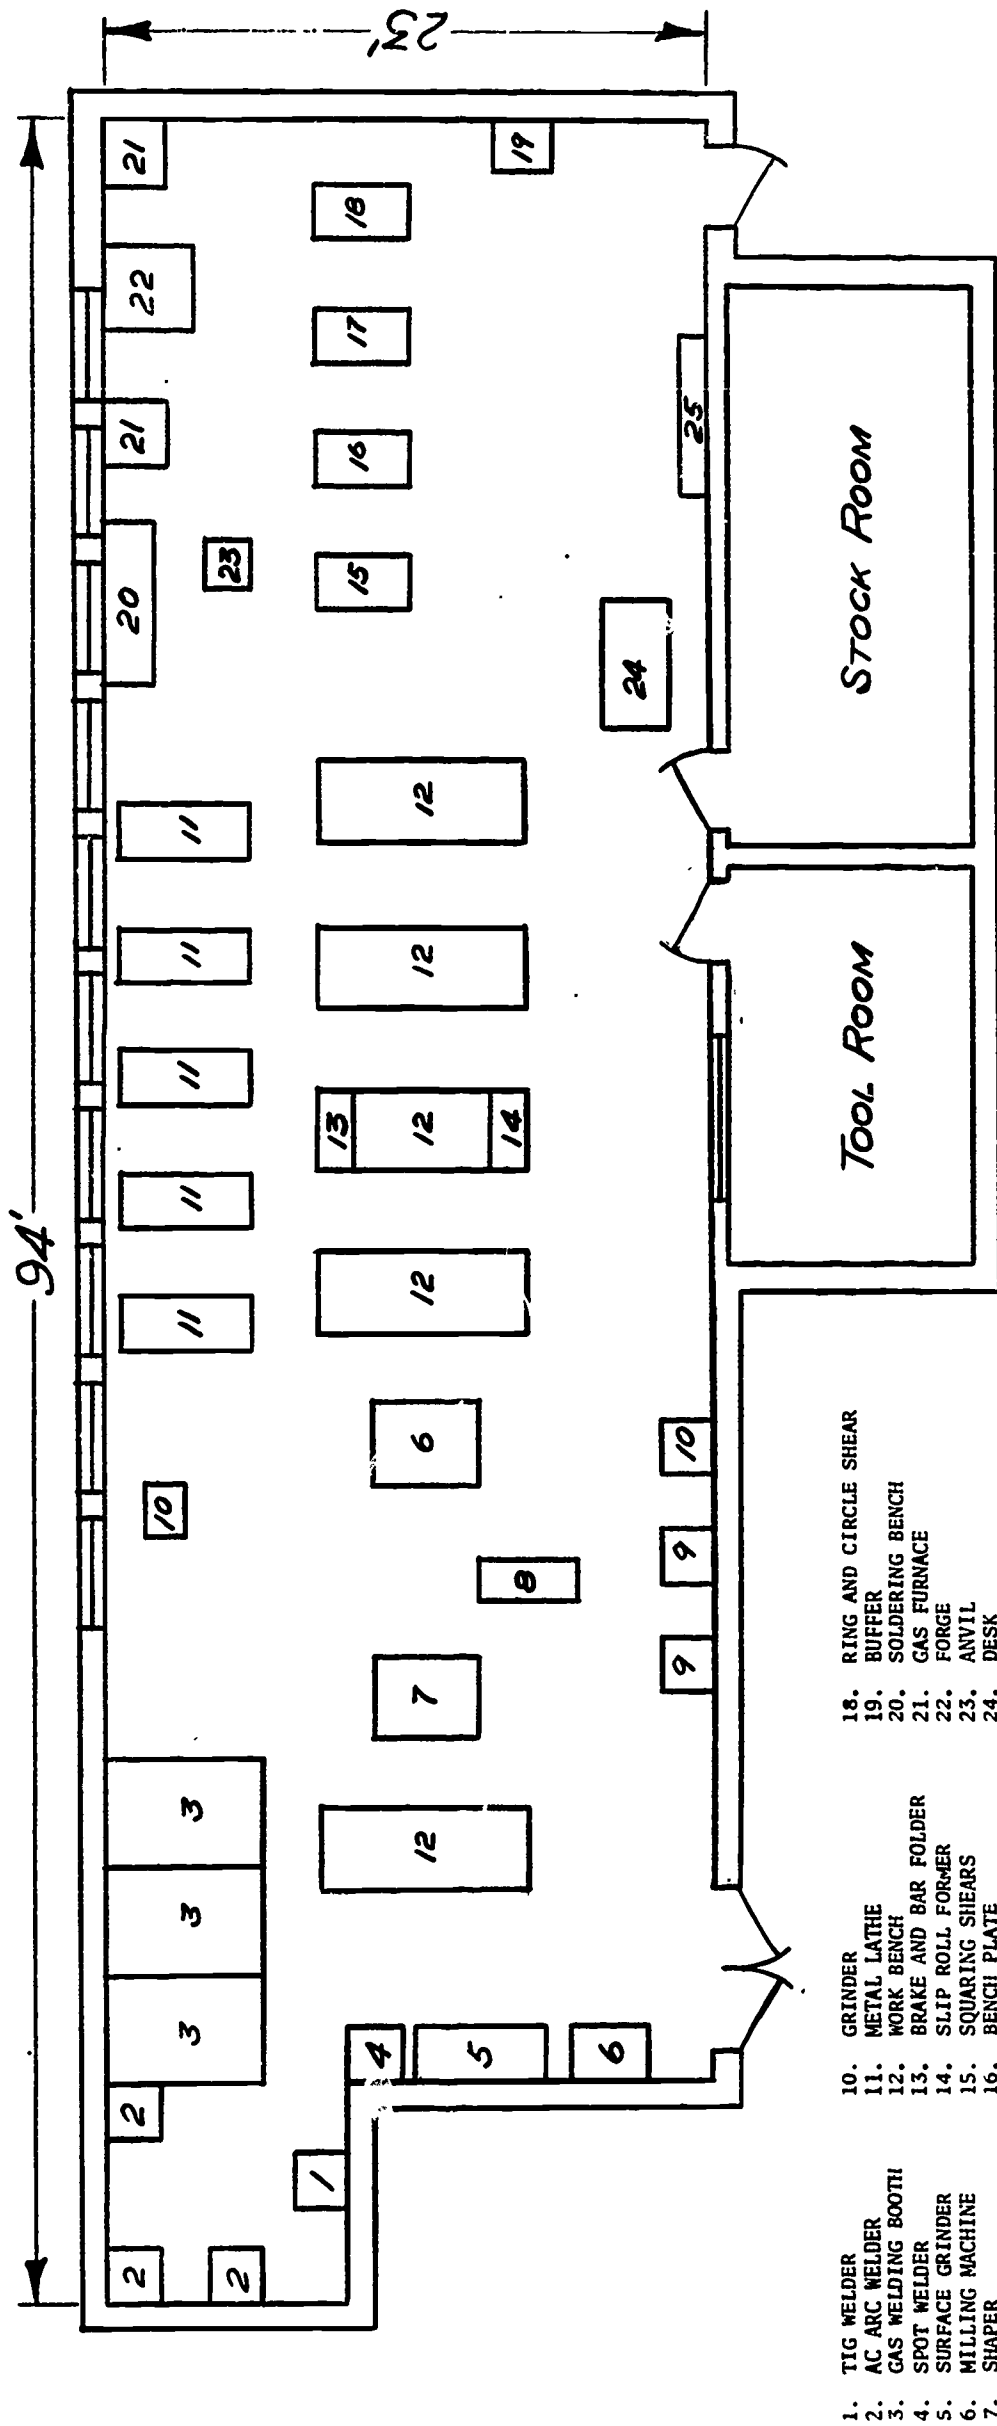 94'
23'
21
22
21
20
23
18
17
16
15
19
25
24
11
11
11
11
11
12
12
13
12
14
12
10
6
8
7
10
9
9
3
3
3
12
2
2
2
1
4
5
6
STOCK ROOM
TOOL ROOM
1. TIG WELDER
2. AC ARC WELDER
3. GAS WELDING BOOTH
4. SPOT WELDER
5. SURFACE GRINDER
6. MILLING MACHINE
7. SHAPER
10. GRINDER
11. METAL LATHE
12. WORK BENCH
13. BRAKE AND BAR FOLDER
14. SLIP ROLL FORMER
15. SQUARING SHEARS
16. BENCH PLATE
18. RING AND CIRCLE SHEAR
19. BUFFER
20. SOLDERING BENCH
21. GAS FURNACE
22. FORGE
23. ANVIL
24. DESK